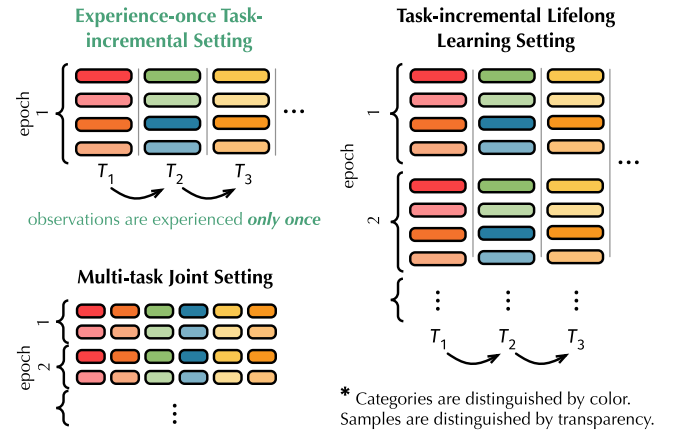 Experience-once Task-
incremental Setting
epoch
1
...
T1 T2 T3
observations are experienced only once
Multi-task Joint Setting
epoch
1
2
⋮
Task-incremental Lifelong
Learning Setting
epoch
1
2
...
⋮ ⋮ ⋮
T1 T2 T3
* Categories are distinguished by color.
Samples are distinguished by transparency.